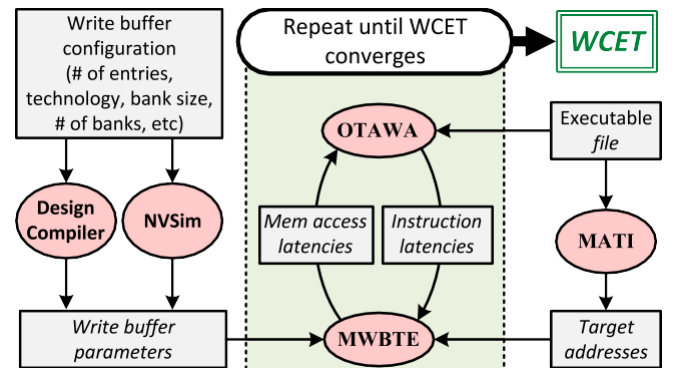 Write buffer
configuration
(# of entries,
technology, bank size,
# of banks, etc)
Repeat until WCET
converges
WCET
OTAWA
Executable
file
Design
Compiler
NVSim
Mem access
latencies
Instruction
latencies
MATI
Write buffer
parameters
MWBTE
Target
addresses